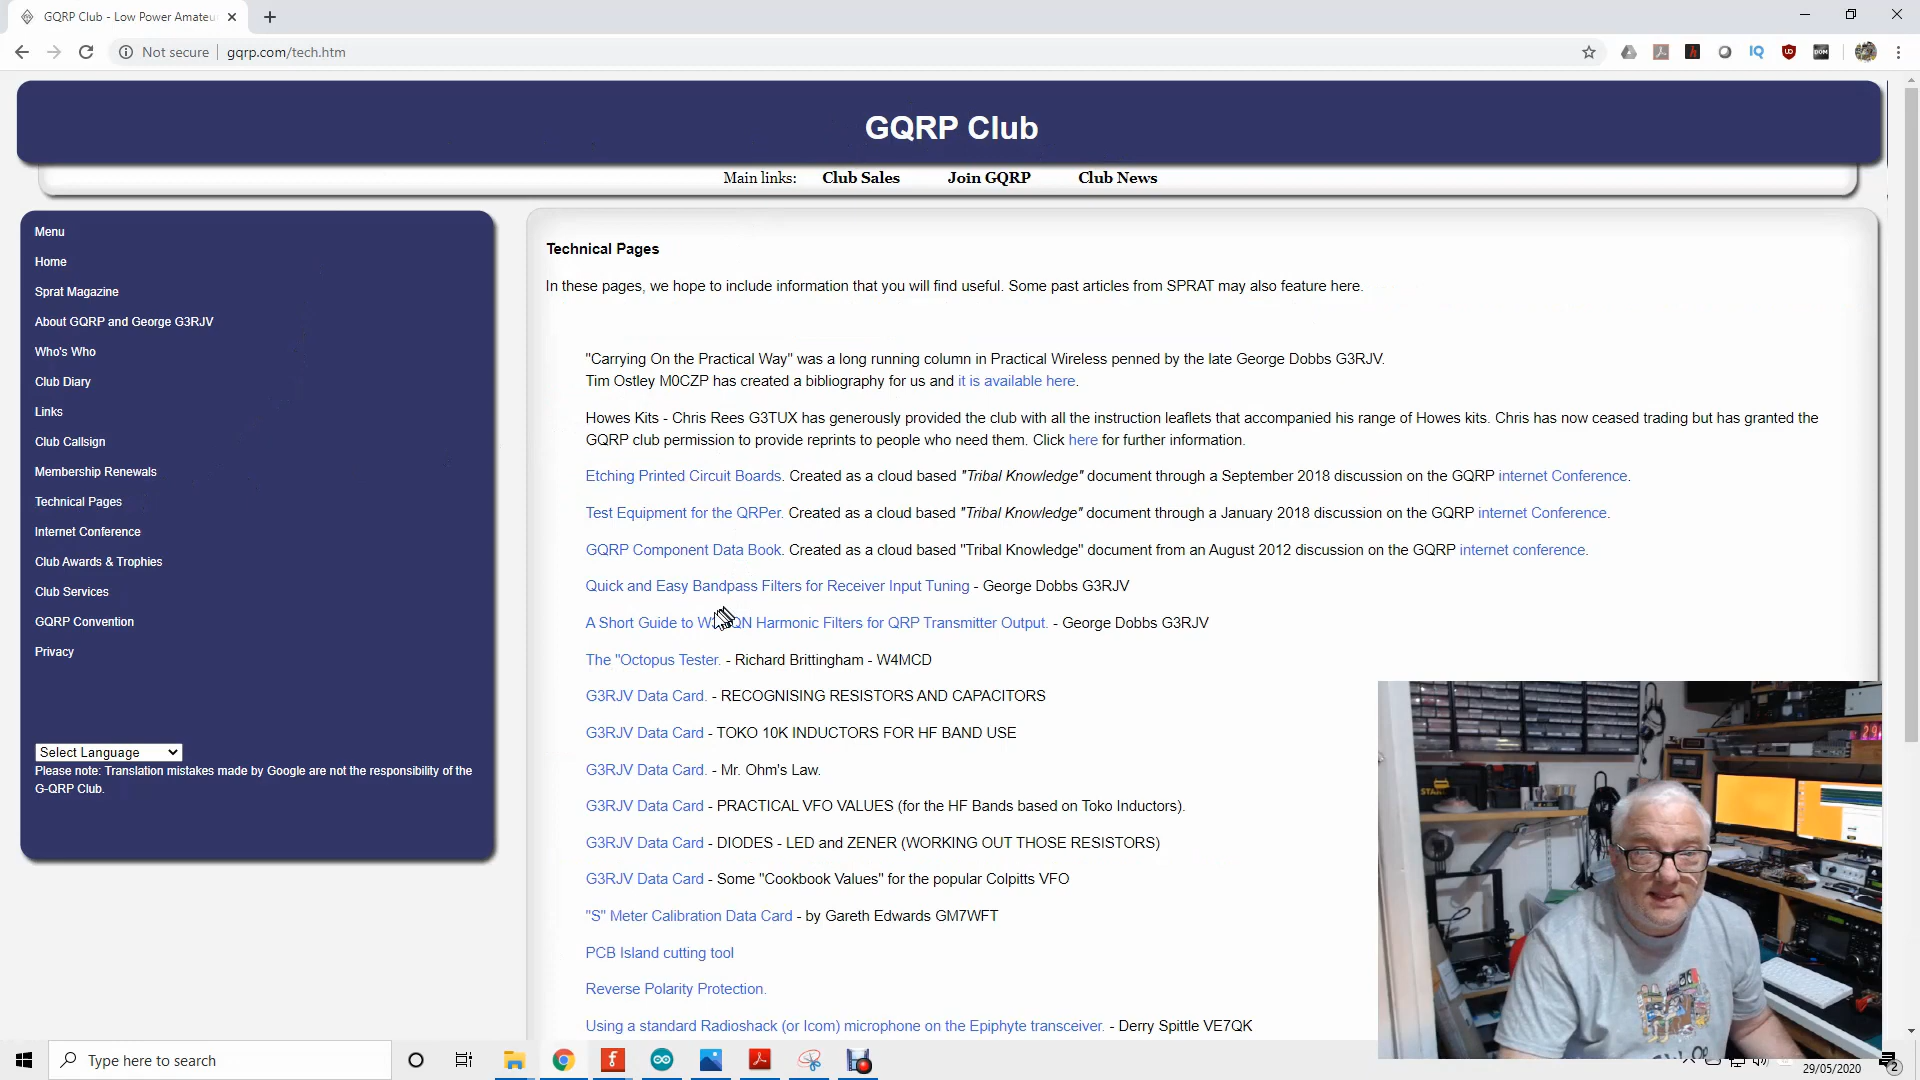 GQRP Club - Low Power Amateu
Not secure
gqrp.com/tech.htm
GQRP Club
Main links: Club Sales Join GQRP Club News
Menu
Home
Sprat Magazine
About GQRP and George G3RJV
Who's Who
Club Diary
Links
Club Callsign
Membership Renewals
Technical Pages
Internet Conference
Club Awards & Trophies
Club Services
GQRP Convention
Privacy
Select Language
Please note: Translation mistakes made by Google are not the responsibility of the
G-QRP Club.
Technical Pages
In these pages, we hope to include information that you will find useful. Some past articles from SPRAT may also feature here.
"Carrying On the Practical Way" was a long running column in Practical Wireless penned by the late George Dobbs G3RJV.
Tim Ostley M0CZP has created a bibliography for us and it is available here.
Howes Kits - Chris Rees G3TUX has generously provided the club with all the instruction leaflets that accompanied his range of Howes kits. Chris has now ceased trading but has granted the
GQRP club permission to provide reprints to people who need them. Click here for further information.
Etching Printed Circuit Boards. Created as a cloud based "Tribal Knowledge" document through a September 2018 discussion on the GQRP internet Conference.
Test Equipment for the QRPer. Created as a cloud based "Tribal Knowledge" document through a January 2018 discussion on the GQRP internet Conference.
GQRP Component Data Book. Created as a cloud based "Tribal Knowledge" document from an August 2012 discussion on the GQRP internet conference.
Quick and Easy Bandpass Filters for Receiver Input Tuning - George Dobbs G3RJV
A Short Guide to Harmonic Filters for QRP Transmitter Output. - George Dobbs G3RJV
The "Octopus Tester. - Richard Brittingham - W4MCD
G3RJV Data Card. - RECOGNISING RESISTORS AND CAPACITORS
G3RJV Data Card - TOKO 10K INDUCTORS FOR HF BAND USE
G3RJV Data Card. - Mr. Ohm's Law.
G3RJV Data Card - PRACTICAL VFO VALUES (for the HF Bands based on Toko Inductors).
G3RJV Data Card - DIODES - LED and ZENER (WORKING OUT THOSE RESISTORS)
G3RJV Data Card - Some "Cookbook Values" for the popular Colpitts VFO
"S" Meter Calibration Data Card - by Gareth Edwards GM7WFT
PCB Island cutting tool
Reverse Polarity Protection.
Using a standard Radioshack (or Icom) microphone on the Epiphyte transceiver. - Derry Spittle VE7QK
Type here to search
29/05/2020
2